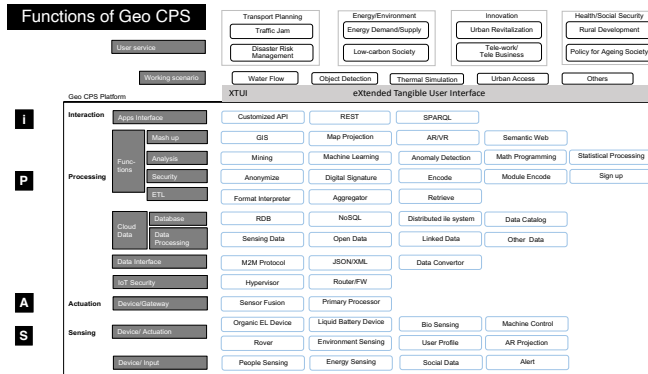 Functions of Geo CPS
Transport Planning
Energy/Environment
Innovation
Health/Social Security
User service
Traffic Jam
Energy Demand/Supply
Urban Revitalization
Rural Development
Disaster Risk
Management
Low-carbon Society
Tele-work/
Tele Business
Policy for Ageing Society
Working scenario
Water Flow
Object Detection
Thermal Simulation
Urban Access
Others
Geo CPS Platform
XTUI
eXtended Tangible User Interface
i
Interaction
Apps Interface
Customized API
REST
SPARQL
Func-
tions
Mash up
GIS
Map Projection
AR/VR
Semantic Web
Analysis
Mining
Machine Learning
Anomaly Detection
Math Programming
Statistical Processing
P
Processing
Security
Anonymize
Digital Signature
Encode
Module Encode
Sign up
ETL
Format Interpreter
Aggregator
Retrieve
Cloud
Data
Database
RDB
NoSQL
Distributed ile system
Data Catalog
Data
Processing
Sensing Data
Open Data
Linked Data
Other Data
Data Interface
M2M Protocol
JSON/XML
Data Convertor
IoT Security
Hypervisor
Router/FW
A
Actuation
Device/Gateway
Sensor Fusion
Primary Processor
S
Sensing
Device/ Actuation
Organic EL Device
Liquid Battery Device
Bio Sensing
Machine Control
Rover
Environment Sensing
User Profile
AR Projection
Device/ Input
People Sensing
Energy Sensing
Social Data
Alert